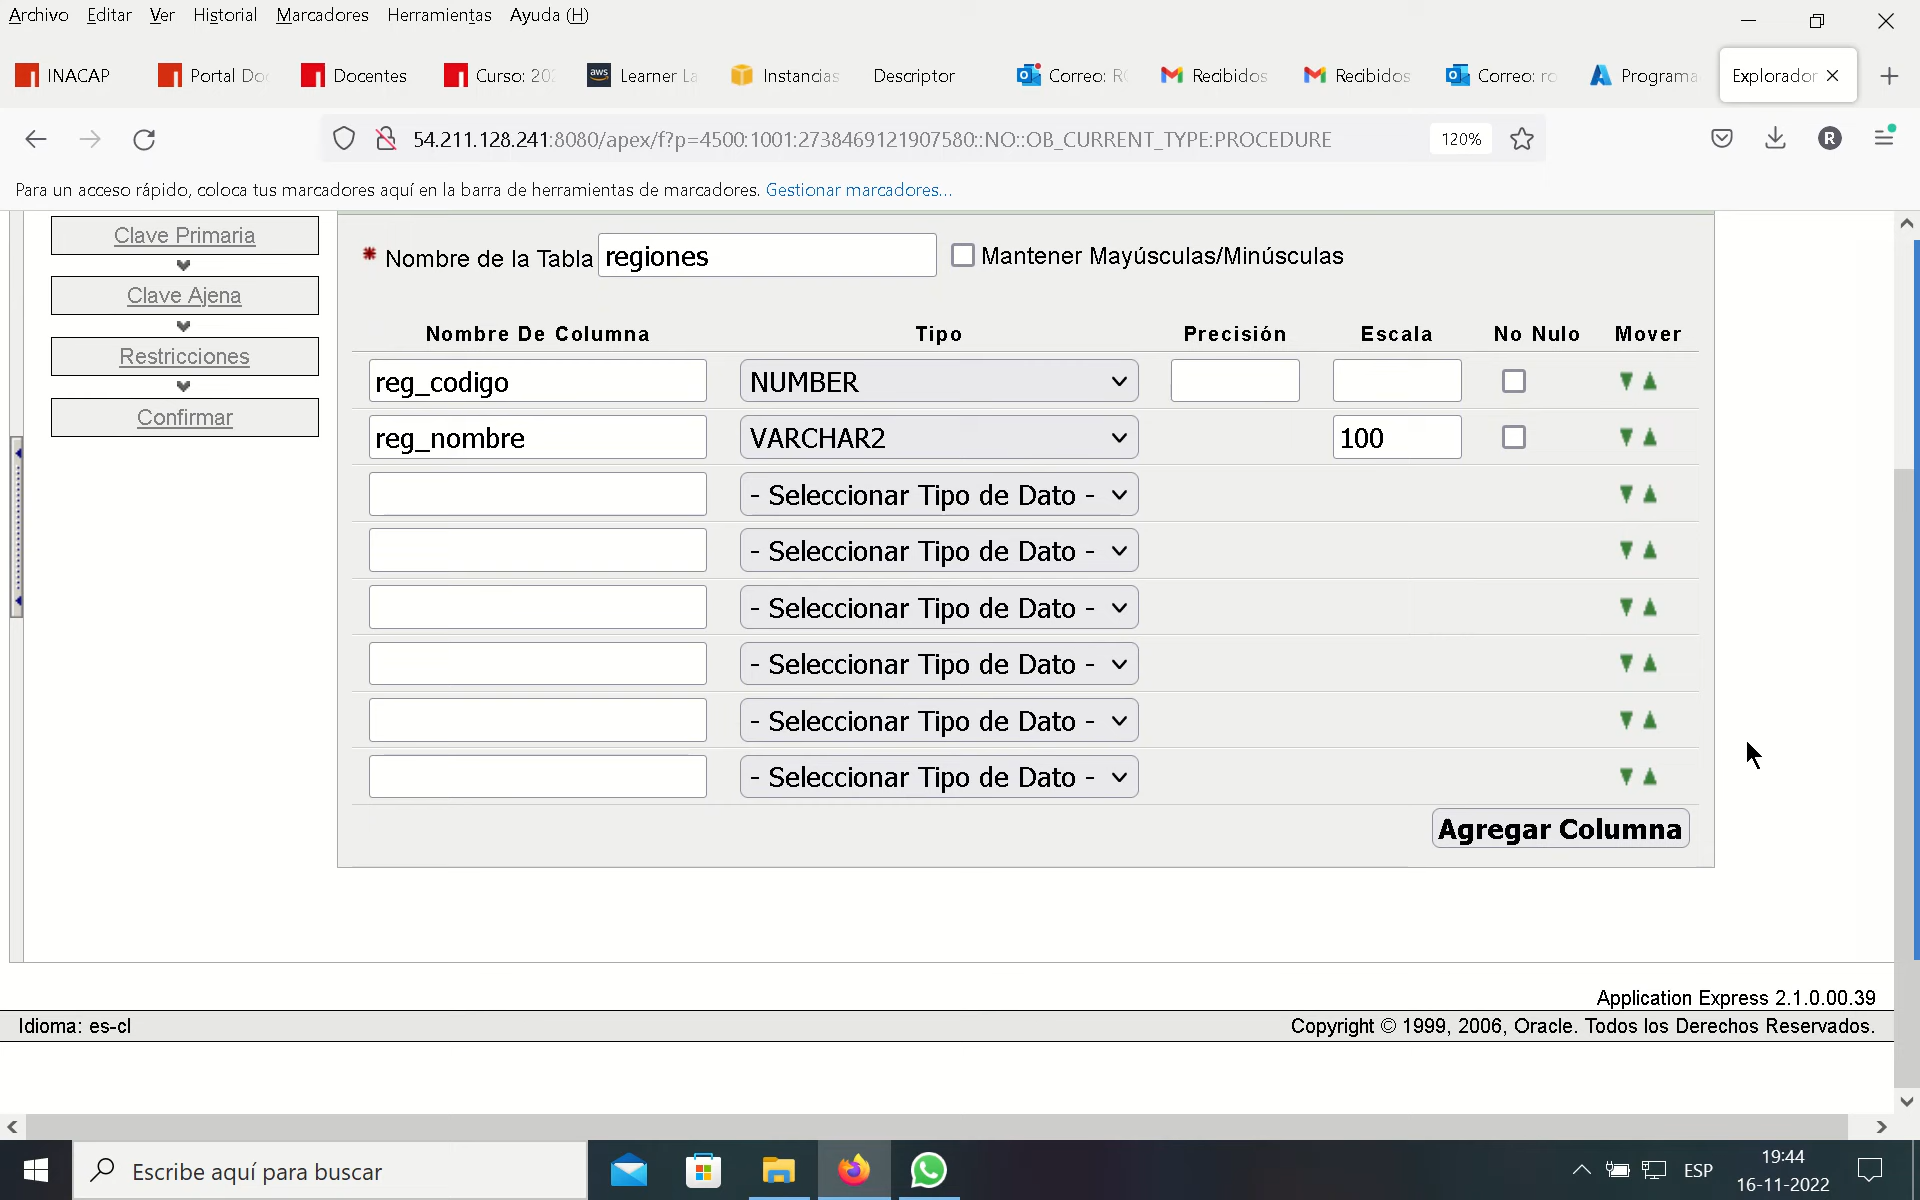 Archivo Editar Ver Historial Marcadores Herramientas Ayuda (H)
INACAP Portal Do Docentes Curso: 20 Learner La Instancias Descriptor Correo: R Recibidos Recibidos Correo: ro Programa Explorador
54.211.128.241:8080/apex/f?p=4500:1001:2738469121907580::NO::OB_CURRENT_TYPE:PROCEDURE 120%
Para un acceso rápido, coloca tus marcadores aquí en la barra de herramientas de marcadores. Gestionar marcadores...
Clave Primaria
Clave Ajena
Restricciones
Confirmar
* Nombre de la Tabla regiones Mantener Mayúsculas/Minúsculas
Nombre De Columna Tipo Precisión Escala No Nulo Mover
reg_codigo NUMBER
reg_nombre VARCHAR2 100
- Seleccionar Tipo de Dato -
- Seleccionar Tipo de Dato -
- Seleccionar Tipo de Dato -
- Seleccionar Tipo de Dato -
- Seleccionar Tipo de Dato -
- Seleccionar Tipo de Dato -
Agregar Columna
Application Express 2.1.0.00.39
Idioma: es-cl Copyright © 1999, 2006, Oracle. Todos los Derechos Reservados.
Escribe aquí para buscar
ESP
19:44
16-11-2022